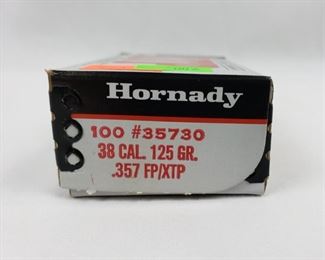 Hornady
100 #35730
38 CAL. 125 GR.
.357 FP/XTP